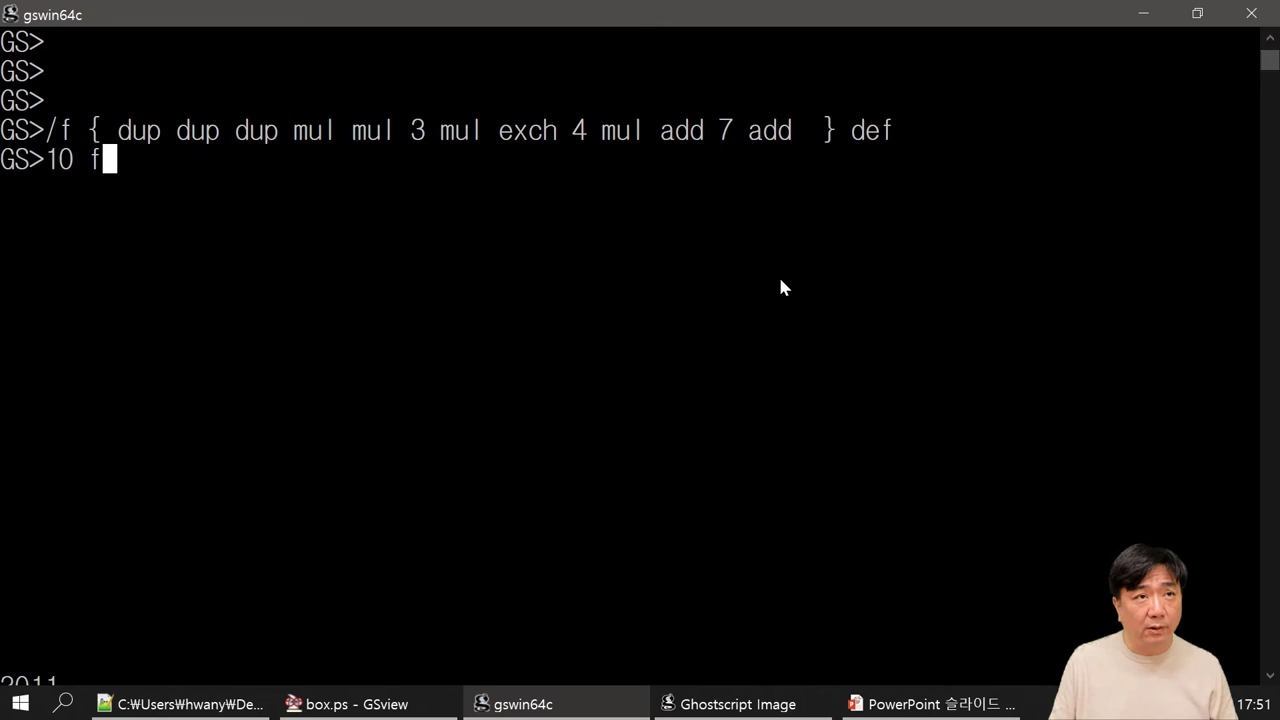 gswin64c
GS>
GS>
GS>
GS>/f { dup dup dup mul mul 3 mul exch 4 mul add 7 add  } def
GS>10 f
2011
C:₩Users₩hwany₩De... box.ps - GSview gswin64c Ghostscript Image PowerPoint 슬라이드 ... 17:51